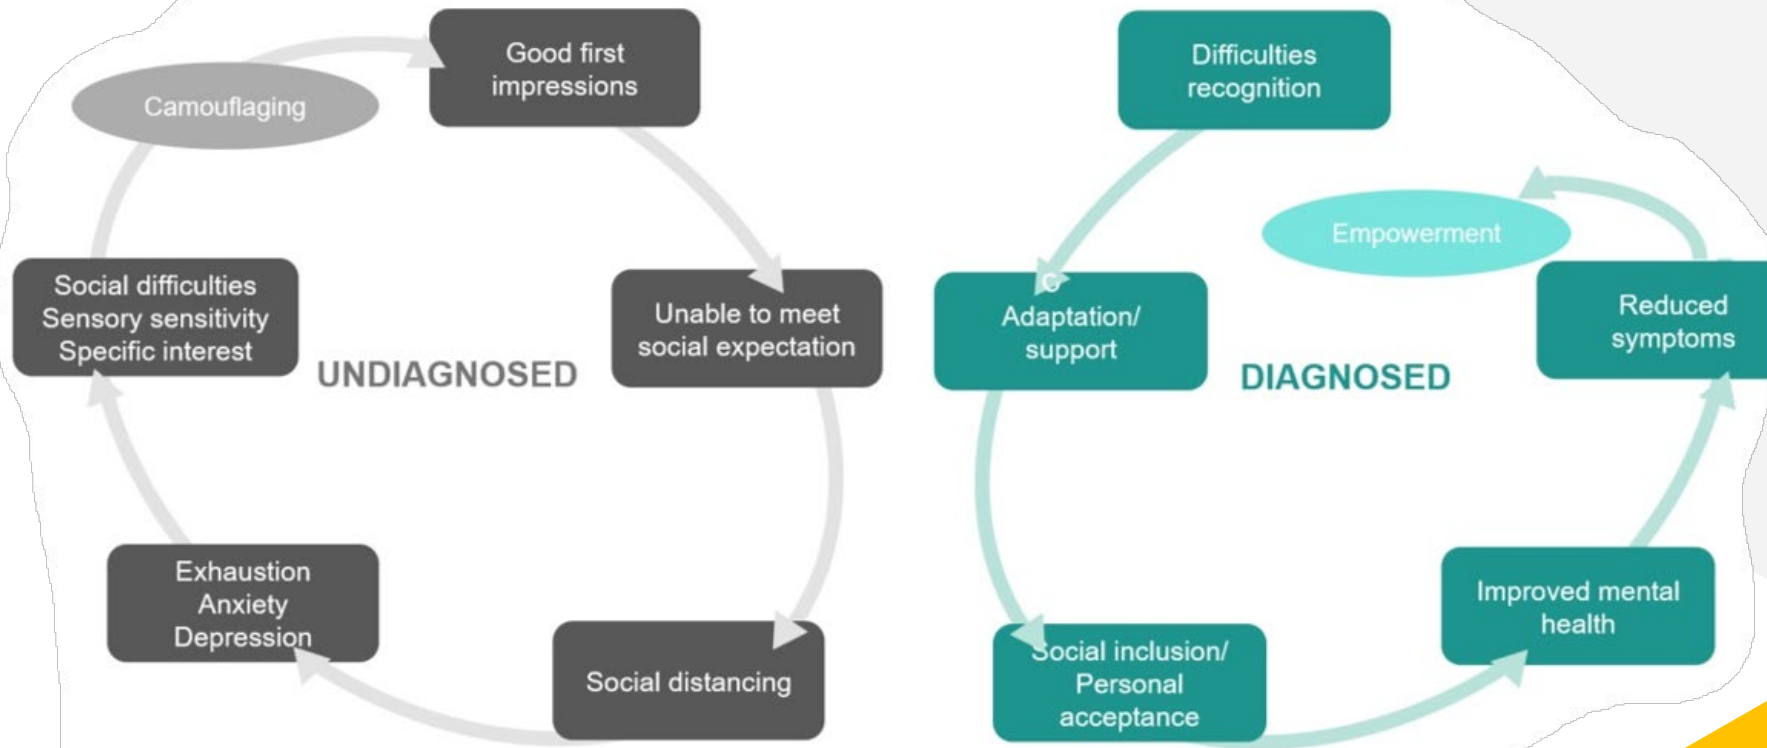 Camouflaging
Good first
impressions
Unable to meet
social expectation
Social distancing
Exhaustion
Anxiety
Depression
Social difficulties
Sensory sensitivity
Specific interest
UNDIAGNOSED
Difficulties
recognition
Adaptation/
support
Social inclusion/
Personal
acceptance
Improved mental
health
Reduced
symptoms
Empowerment
DIAGNOSED